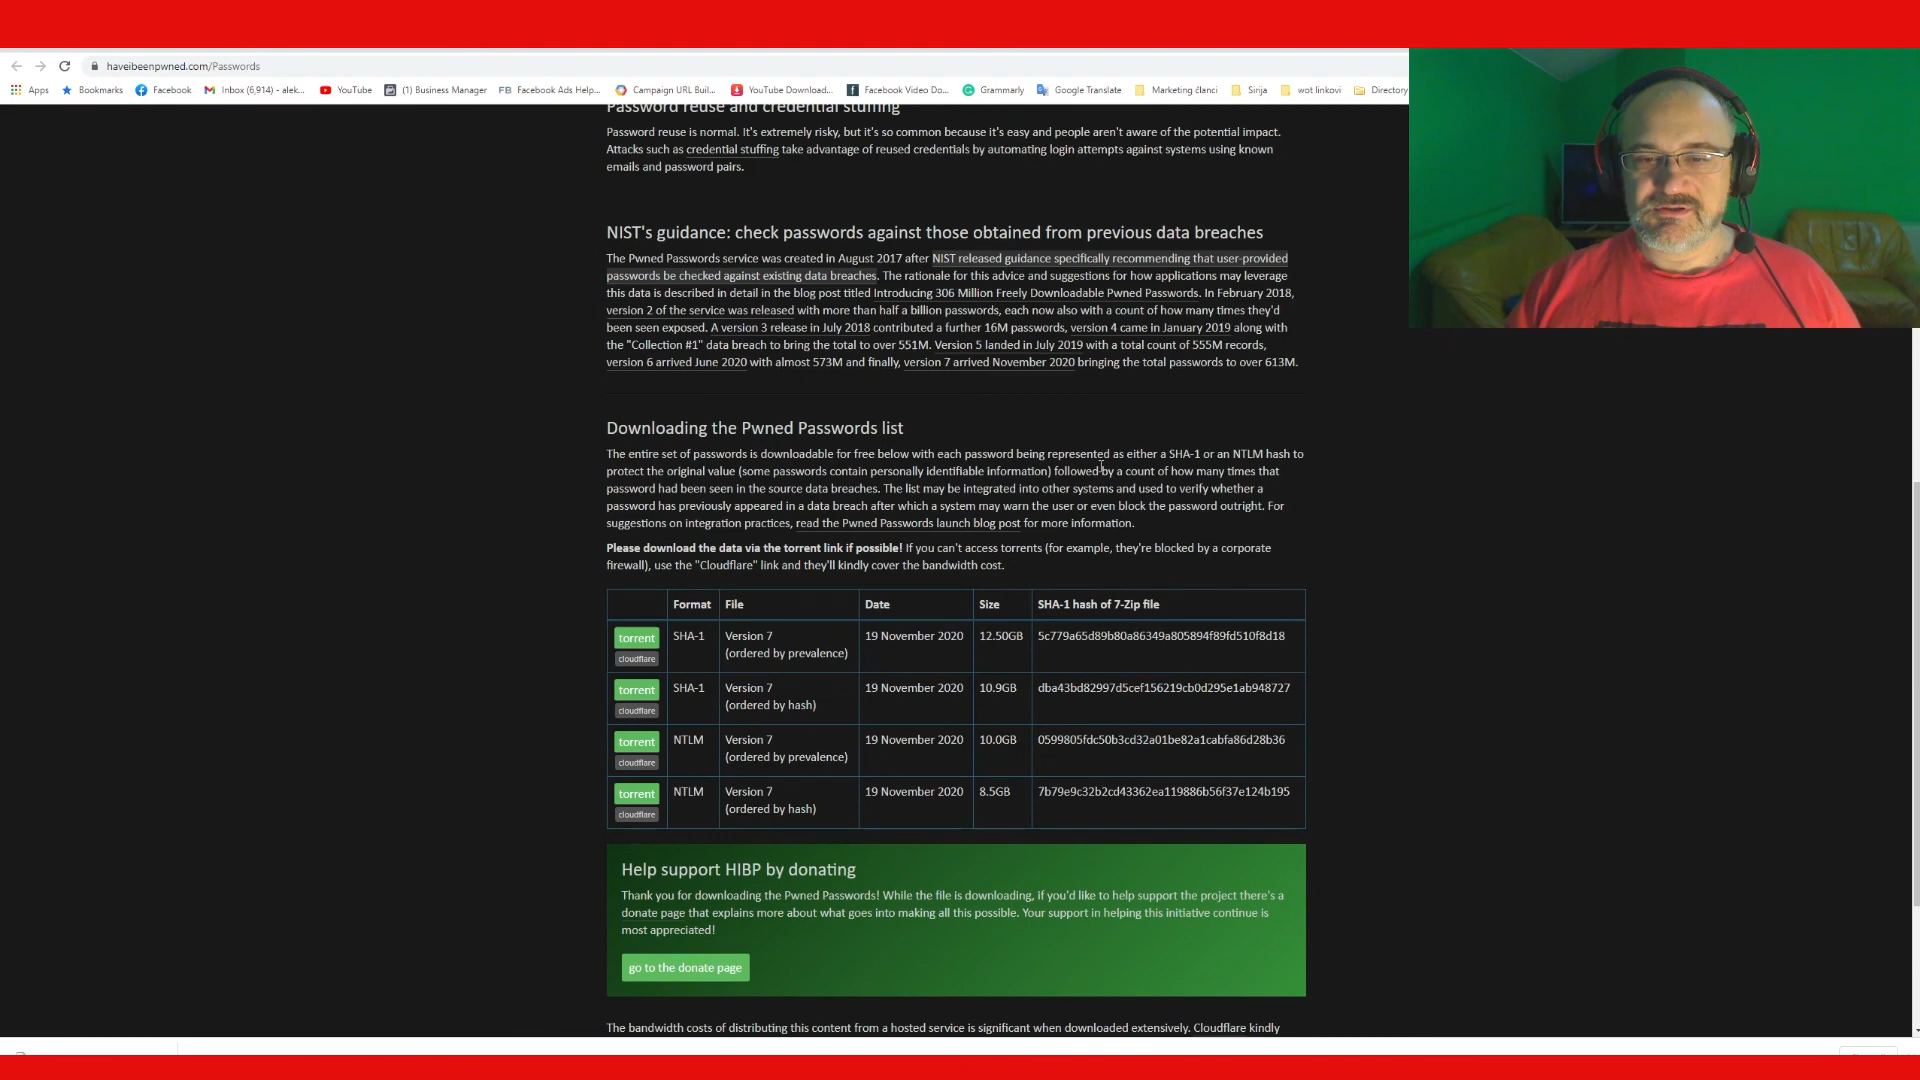 haveibeenpwned.com/Passwords
Apps Bookmarks Facebook Inbox (6,914) - alek... YouTube (1) Business Manager FB Facebook Ads Help... Campaign URL Buil... YouTube Download... Facebook Video Do... Grammarly Google Translate Marketing članci Sirija wot linkovi Directory
Password reuse and credential stuffing
Password reuse is normal. It's extremely risky, but it's so common because it's easy and people aren't aware of the potential impact.
Attacks such as credential stuffing take advantage of reused credentials by automating login attempts against systems using known
emails and password pairs.
NIST's guidance: check passwords against those obtained from previous data breaches
The Pwned Passwords service was created in August 2017 after NIST released guidance specifically recommending that user-provided
passwords be checked against existing data breaches. The rationale for this advice and suggestions for how applications may leverage
this data is described in detail in the blog post titled Introducing 306 Million Freely Downloadable Pwned Passwords. In February 2018,
version 2 of the service was released with more than half a billion passwords, each now also with a count of how many times they'd
been seen exposed. A version 3 release in July 2018 contributed a further 16M passwords, version 4 came in January 2019 along with
the "Collection #1" data breach to bring the total to over 551M. Version 5 landed in July 2019 with a total count of 555M records,
version 6 arrived June 2020 with almost 573M and finally, version 7 arrived November 2020 bringing the total passwords to over 613M.
Downloading the Pwned Passwords list
The entire set of passwords is downloadable for free below with each password being represented as either a SHA-1 or an NTLM hash to
protect the original value (some passwords contain personally identifiable information) followed by a count of how many times that
password had been seen in the source data breaches. The list may be integrated into other systems and used to verify whether a
password has previously appeared in a data breach after which a system may warn the user or even block the password outright. For
suggestions on integration practices, read the Pwned Passwords launch blog post for more information.
Please download the data via the torrent link if possible! If you can't access torrents (for example, they're blocked by a corporate
firewall), use the "Cloudflare" link and they'll kindly cover the bandwidth cost.
Format File Date Size SHA-1 hash of 7-Zip file
torrent SHA-1 Version 7 19 November 2020 12.50GB 5c779a65d89b80a86349a805894f89fd510f8d18
cloudflare (ordered by prevalence)
torrent SHA-1 Version 7 19 November 2020 10.9GB dba43bd82997d5cef156219cb0d295e1ab948727
cloudflare (ordered by hash)
torrent NTLM Version 7 19 November 2020 10.0GB 0599805fdc50b3cd32a01be82a1cabfa86d28b36
cloudflare (ordered by prevalence)
torrent NTLM Version 7 19 November 2020 8.5GB 7b79e9c32b2cd43362ea119886b56f37e124b195
cloudflare (ordered by hash)
Help support HIBP by donating
Thank you for downloading the Pwned Passwords! While the file is downloading, if you'd like to help support the project there's a
donate page that explains more about what goes into making all this possible. Your support in helping this initiative continue is
most appreciated!
go to the donate page
The bandwidth costs of distributing this content from a hosted service is significant when downloaded extensively. Cloudflare kindly